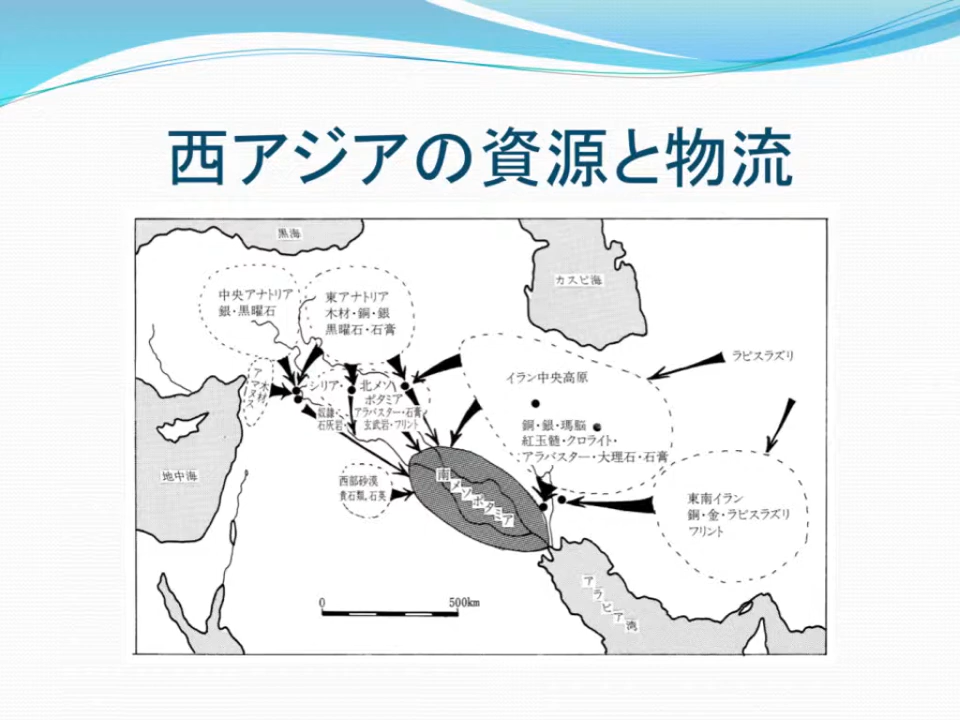 西アジアの資源と物流
黒海
カスピ海
中央アナトリア
銀・黒曜石
東アナトリア
木材・銅・銀
黒曜石・石膏
ラピスラズリ
アマヌス
木材
シリア・
奴隷・
石灰岩
北メソ
ポタミア
アラバスター・石膏
玄武岩・フリント
イラン中央高原
銅・銀・瑪瑙
紅玉髄・クロライト・
アラバスター・大理石・石膏
地中海
西部砂漠
貴石類、石英
南メソポタミア
東南イラン
銅・金・ラピスラズリ
フリント
アラビア湾
0 500km